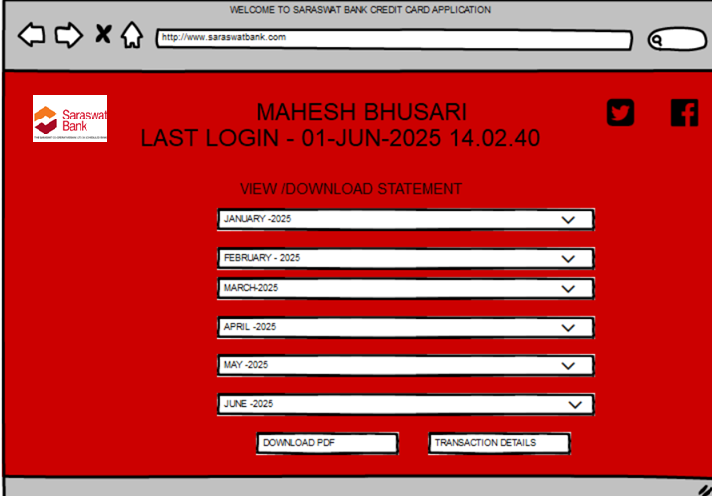 WELCOME TO SARASWAT BANK CREDIT CARD APPLICATION
http://www.saraswatbank.com
Saraswat
Bank
MAHESH BHUSARI
LAST LOGIN - 01-JUN-2025 14.02.40
VIEW /DOWNLOAD STATEMENT
JANUARY -2025
FEBRUARY - 2025
MARCH-2025
APRIL -2025
MAY -2025
JUNE -2025
DOWNLOAD PDF
TRANSACTION DETAILS